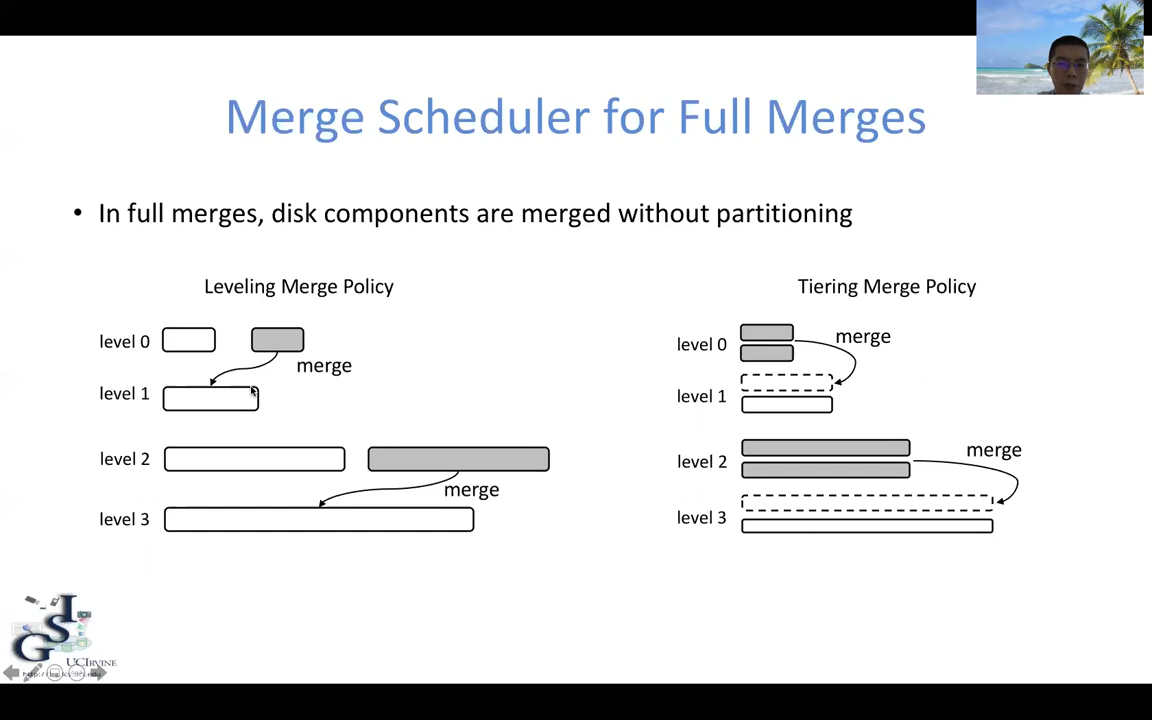 Merge Scheduler for Full Merges
• In full merges, disk components are merged without partitioning
Leveling Merge Policy
level 0
merge
level 1
level 2
merge
level 3
Tiering Merge Policy
level 0
merge
level 1
level 2
merge
level 3
ISG
UCIRVINE